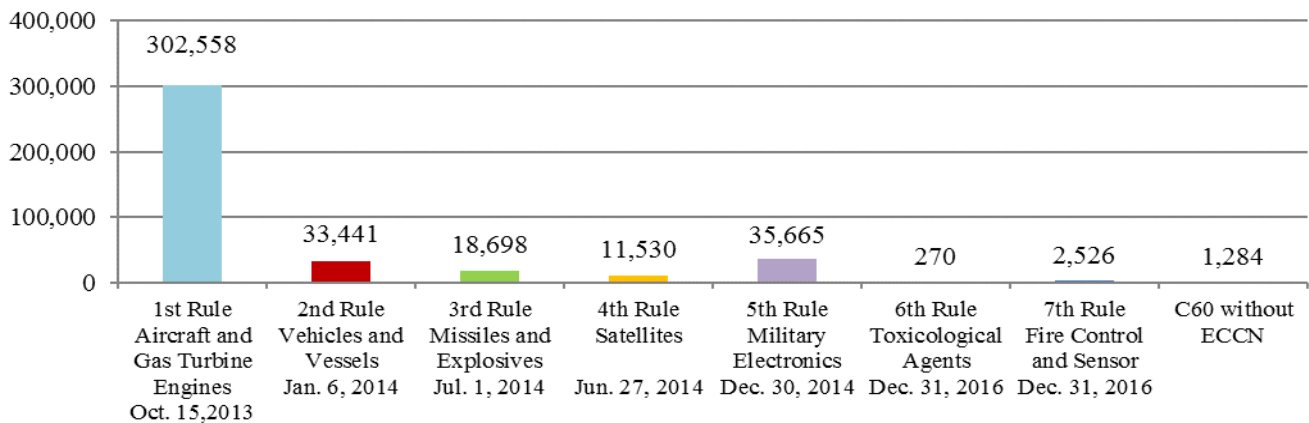 400,000
300,000
200,000
100,000
0
302,558
33,441
18,698
11,530
35,665
270
2,526
1,284
1st Rule
Aircraft and
Gas Turbine
Engines
Oct. 15,2013
2nd Rule
Vehicles and
Vessels
Jan. 6, 2014
3rd Rule
Missiles and
Explosives
Jul. 1, 2014
4th Rule
Satellites
Jun. 27, 2014
5th Rule
Military
Electronics
Dec. 30, 2014
6th Rule
Toxicological
Agents
Dec. 31, 2016
7th Rule
Fire Control
and Sensor
Dec. 31, 2016
C60 without
ECCN